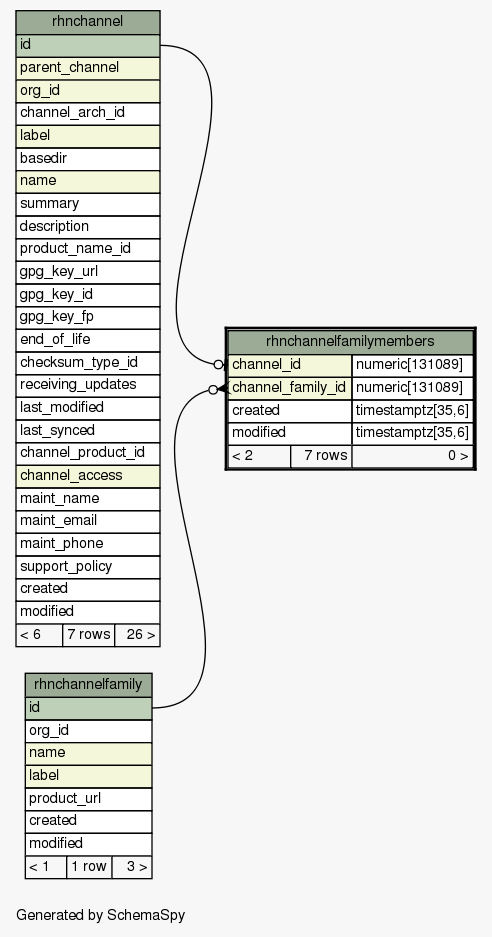 rhnchannel
id
parent_channel
org_id
channel_arch_id
label
basedir
name
summary
description
product_name_id
gpg_key_url
gpg_key_id
gpg_key_fp
end_of_life
checksum_type_id
receiving_updates
last_modified
last_synced
channel_product_id
channel_access
maint_name
maint_email
maint_phone
support_policy
created
modified
< 6 7 rows 26 >
rhnchannelfamilymembers
channel_id numeric[131089]
channel_family_id numeric[131089]
created timestamptz[35,6]
modified timestamptz[35,6]
< 2 7 rows 0 >
rhnchannelfamily
id
org_id
name
label
product_url
created
modified
< 1 1 row 3 >
Generated by SchemaSpy